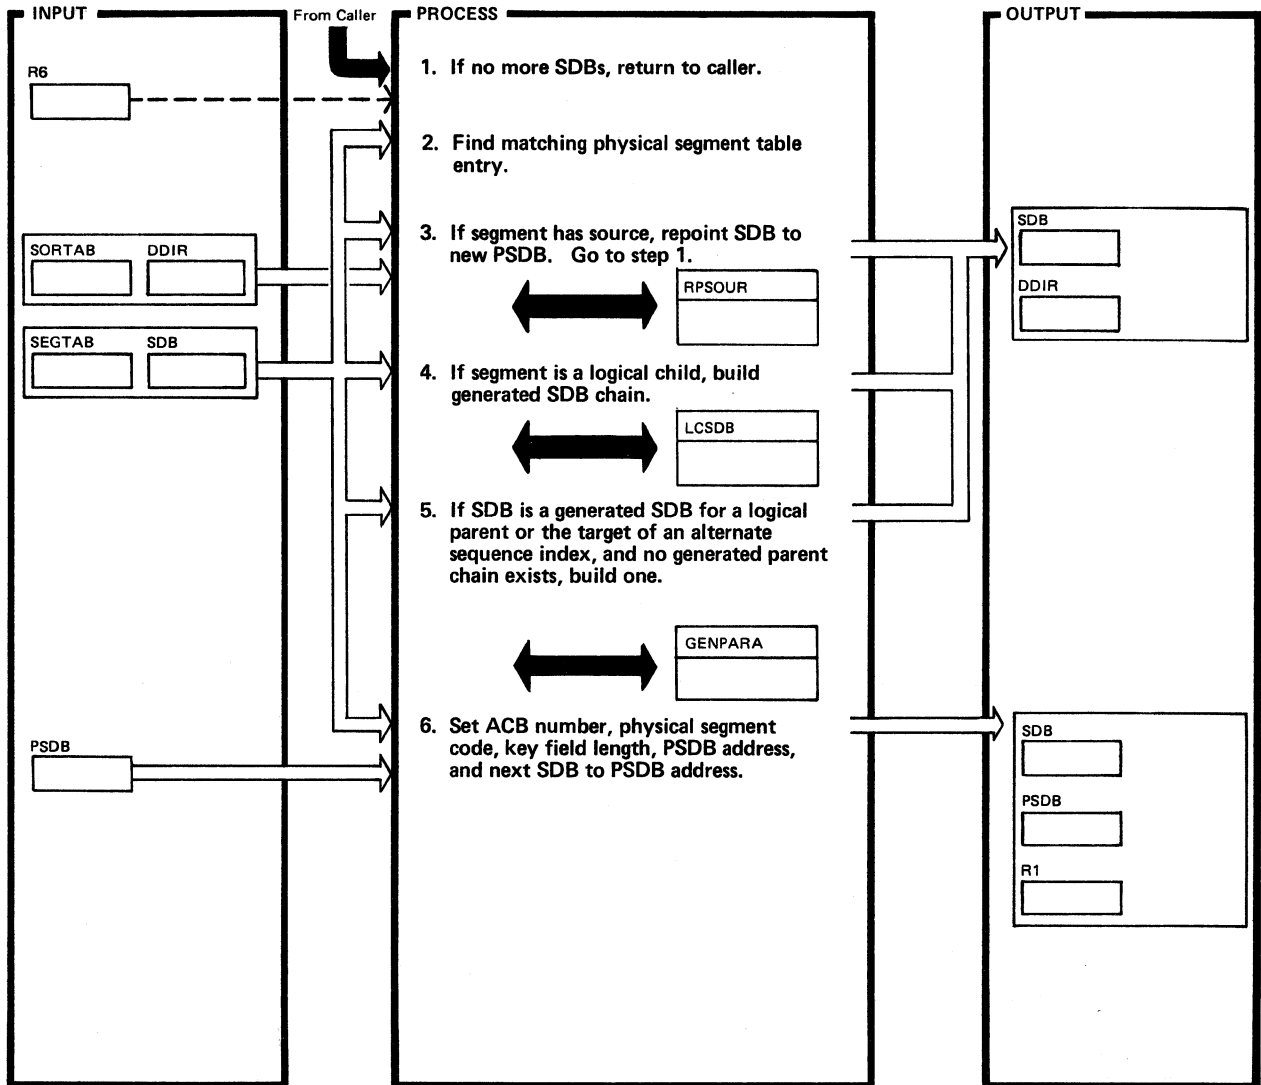 INPUT
From Caller
PROCESS
OUTPUT
R6
1. If no more SDBs, return to caller.
2. Find matching physical segment table
entry.
SORTAB DDIR
3. If segment has source, repoint SDB to
new PSDB. Go to step 1.
RPSOUR
SDB
DDIR
SEGTAB SDB
4. If segment is a logical child, build
generated SDB chain.
LCSDB
5. If SDB is a generated SDB for a logical
parent or the target of an alternate
sequence index, and no generated parent
chain exists, build one.
GENPARA
PSDB
6. Set ACB number, physical segment
code, key field length, PSDB address,
and next SDB to PSDB address.
SDB
PSDB
R1